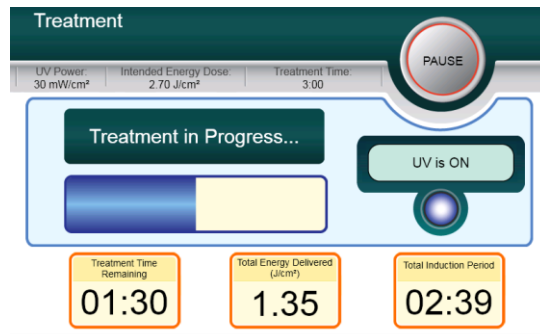 Treatment
PAUSE
UV Power:
30 mW/cm²
Intended Energy Dose:
2.70 J/cm²
Treatment Time:
3:00
Treatment in Progress...
UV is ON
Treatment Time
Remaining
01:30
Total Energy Delivered
(J/cm²)
1.35
Total Induction Period
02:39